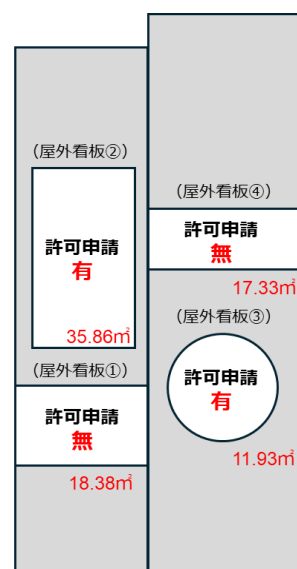 (屋外看板②)
許可申請
有
35.86㎡
(屋外看板①)
許可申請
無
18.38㎡
(屋外看板④)
許可申請
無
17.33㎡
(屋外看板③)
許可申請
有
11.93㎡